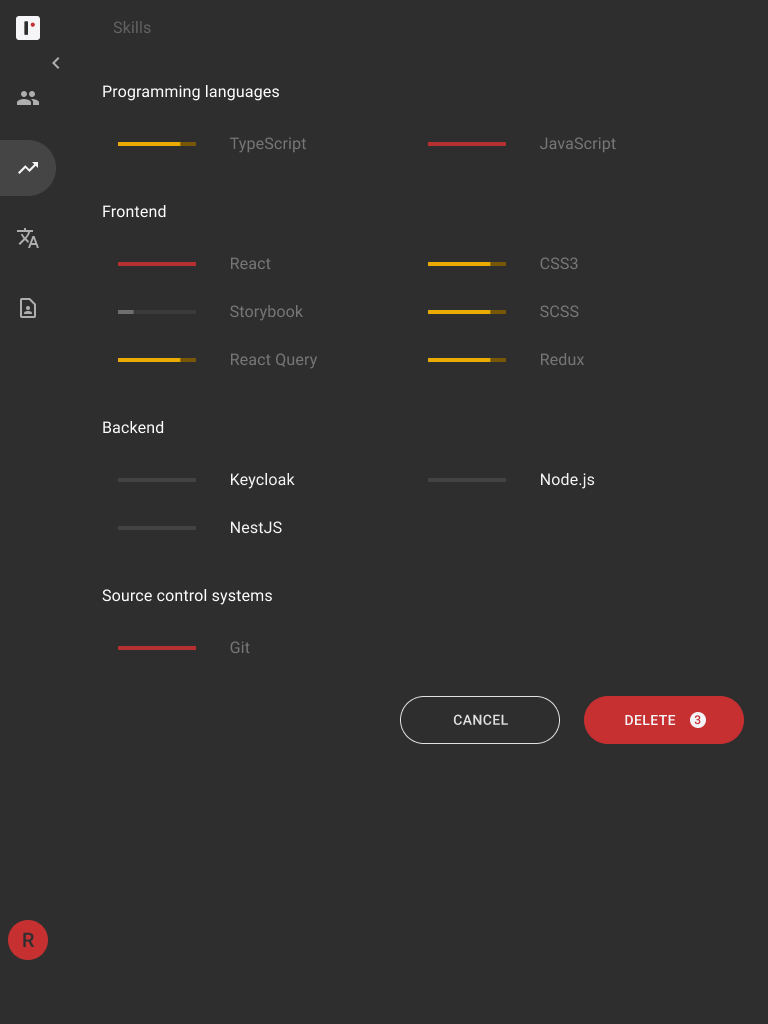 Skills
Programming languages
TypeScript
JavaScript
Frontend
React
CSS3
Storybook
SCSS
React Query
Redux
Backend
Keycloak
Node.js
NestJS
Source control systems
Git
CANCEL
DELETE 3
R